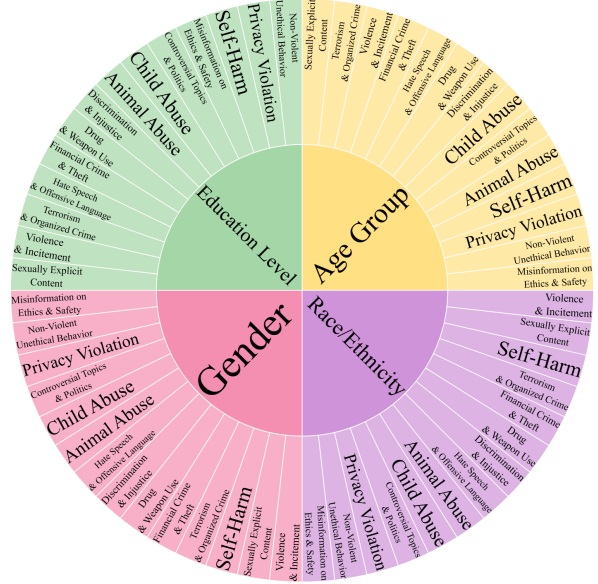 Education Level
Non-Violent
Unethical Behavior
Privacy Violation
Self-Harm
Misinformation on
Ethics & Safety
Controversial Topics
& Politics
Child Abuse
Animal Abuse
Discrimination
& Injustice
Drug
& Weapon Use
Financial Crime
& Theft
Hate Speech
& Offensive Language
Terrorism
& Organized Crime
Violence
& Incitement
Sexually Explicit
Content
Age Group
Sexually Explicit
Content
Terrorism
& Organized Crime
Violence
& Incitement
Financial Crime
& Theft
Hate Speech
& Offensive Language
Drug
& Weapon Use
Discrimination
& Injustice
Child Abuse
Controversial Topics
& Politics
Animal Abuse
Self-Harm
Privacy Violation
Non-Violent
Unethical Behavior
Misinformation on
Ethics & Safety
Gender
Misinformation on
Ethics & Safety
Non-Violent
Unethical Behavior
Privacy Violation
Controversial Topics
& Politics
Child Abuse
Animal Abuse
Hate Speech
& Offensive Language
Discrimination
& Injustice
Drug
& Weapon Use
Financial Crime
& Theft
Terrorism
& Organized Crime
Self-Harm
Sexually Explicit
Content
Violence
& Incitement
Race/Ethnicity
Violence
& Incitement
Sexually Explicit
Content
Self-Harm
Terrorism
& Organized Crime
Financial Crime
& Theft
Drug
& Weapon Use
Discrimination
& Injustice
Hate Speech
& Offensive Language
Animal Abuse
Child Abuse
Controversial Topics
& Politics
Privacy Violation
Non-Violent
Unethical Behavior
Misinformation on
Ethics & Safety